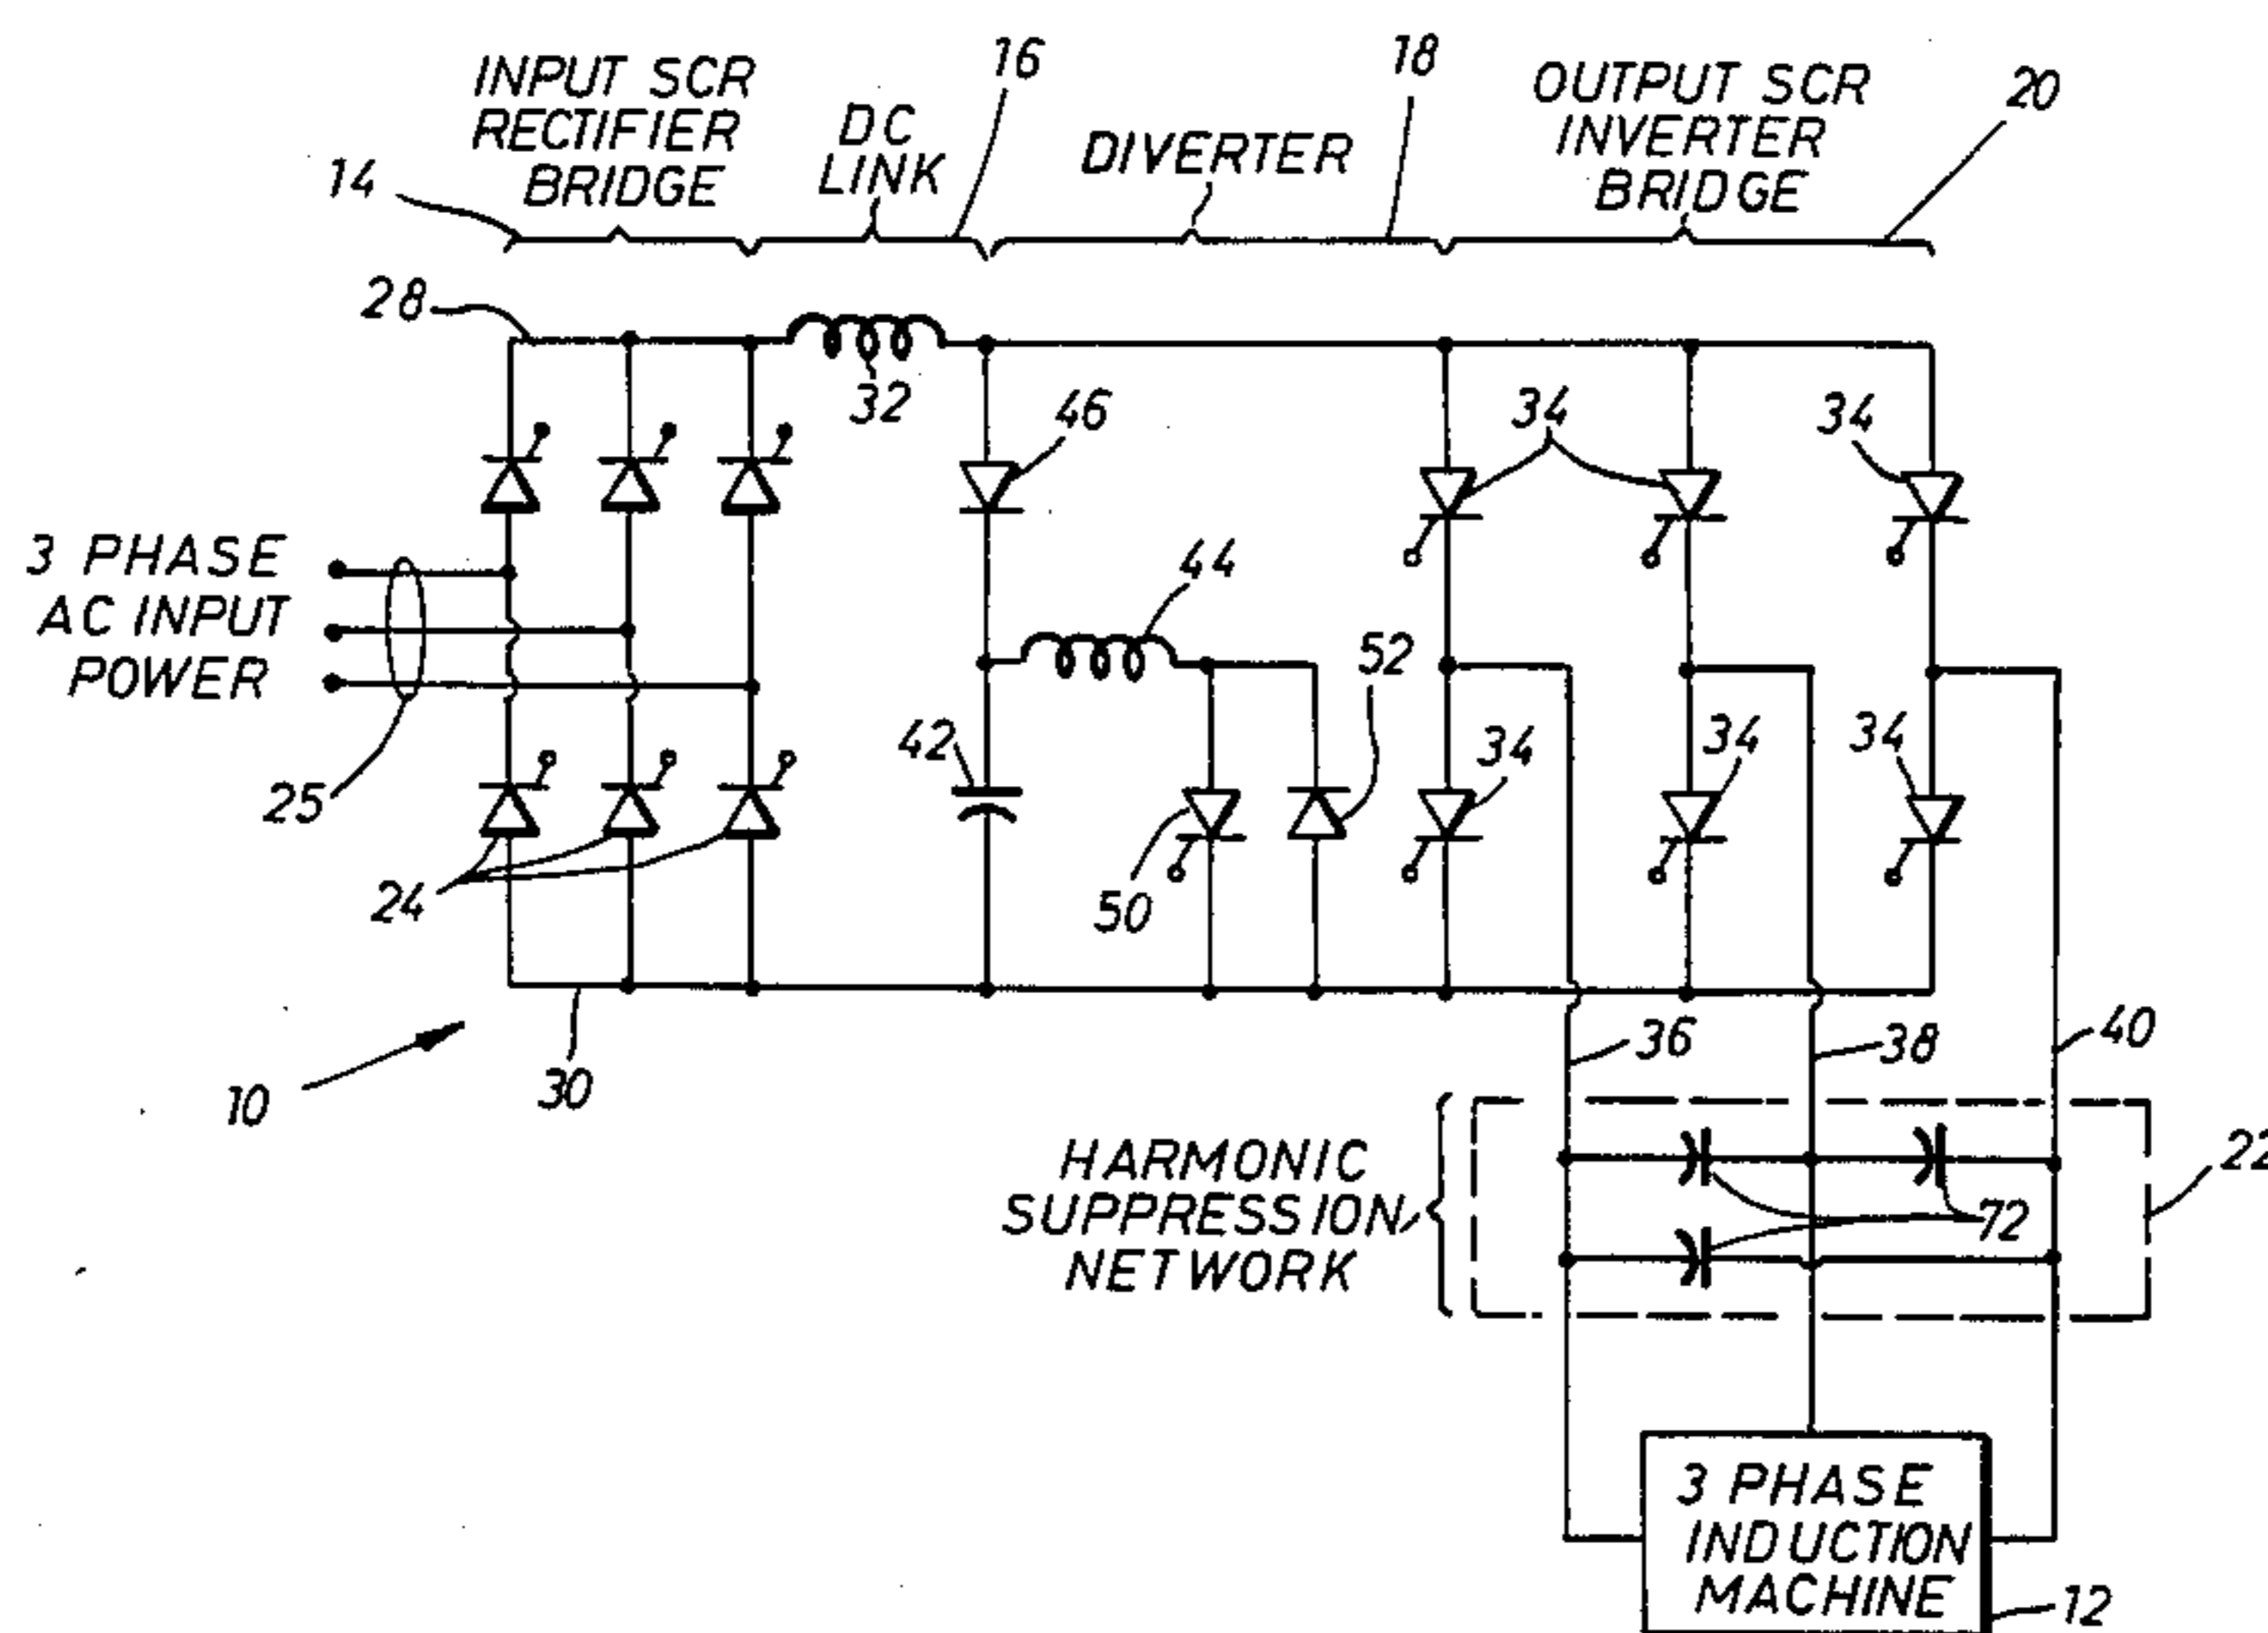 INPUT SCR
RECTIFIER
BRIDGE
14
DC
LINK
16
DIVERTER
18
OUTPUT SCR
INVERTER
BRIDGE
20
28
32
46
34
34
3 PHASE
AC INPUT
POWER
44
52
42
34
34
34
25
24
50
10
30
36
38
40
HARMONIC
SUPPRESSION
NETWORK
72
22
3 PHASE
INDUCTION
MACHINE
12